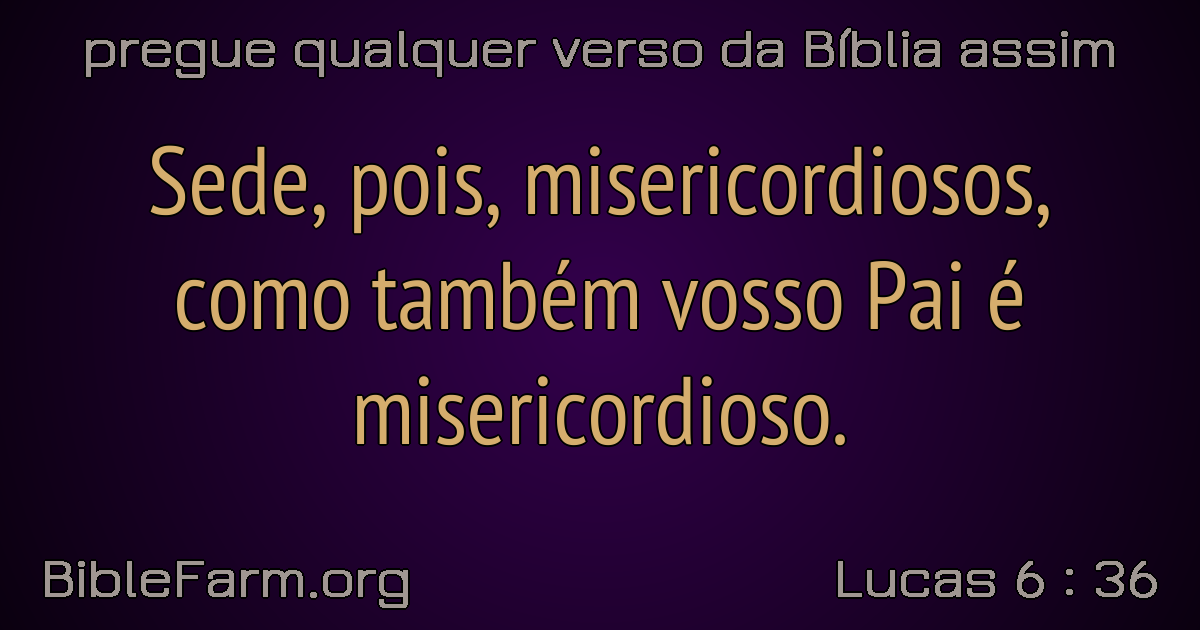 pregue qualquer verso da Bíblia assim
Sede, pois, misericordiosos,
como também vosso Pai é
misericordioso.
BibleFarm.org
Lucas 6 : 36